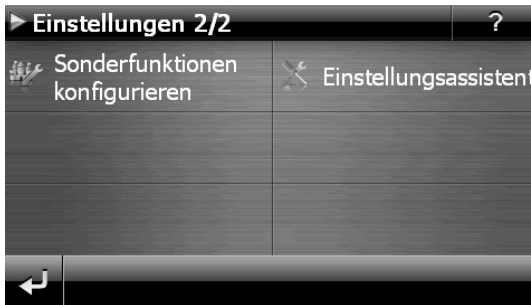 Einstellungen 2/2 ?
Sonderfunktionen
konfigurieren
Einstellungsassistent